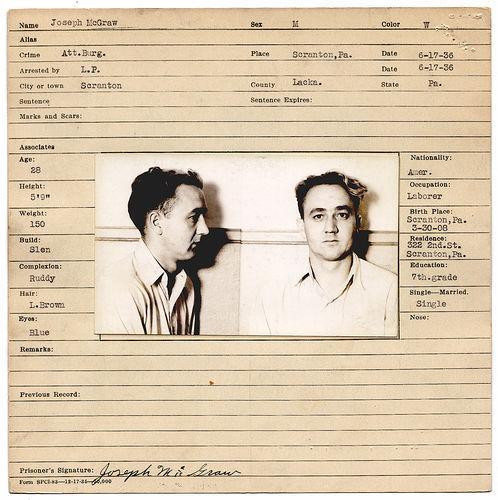 Name Joseph McGraw Sex M Color W
Alias
Crime Att.Burg. Place Scranton,Pa. Date 6-17-36
Arrested by L.P. Date 6-17-36
City or town Scranton County Lacka. State Pa.
Sentence Sentence Expires:
Marks and Scars:
Associates
Age:
28
Height:
5'9"
Weight:
150
Build:
Slen
Complexion:
Ruddy
Hair:
L.Brown
Eyes:
Blue
Nationality:
Amer.
Occupation:
Laborer
Birth Place:
Scranton,Pa.
3-30-08
Residence:
322 2nd.St.
Scranton,Pa.
Education:
7th.grade
Single—Married.
Single
Nose:
Remarks:
Previous Record:
Prisoner's Signature: Joseph McGraw
Form SPCI-83—12-17-31